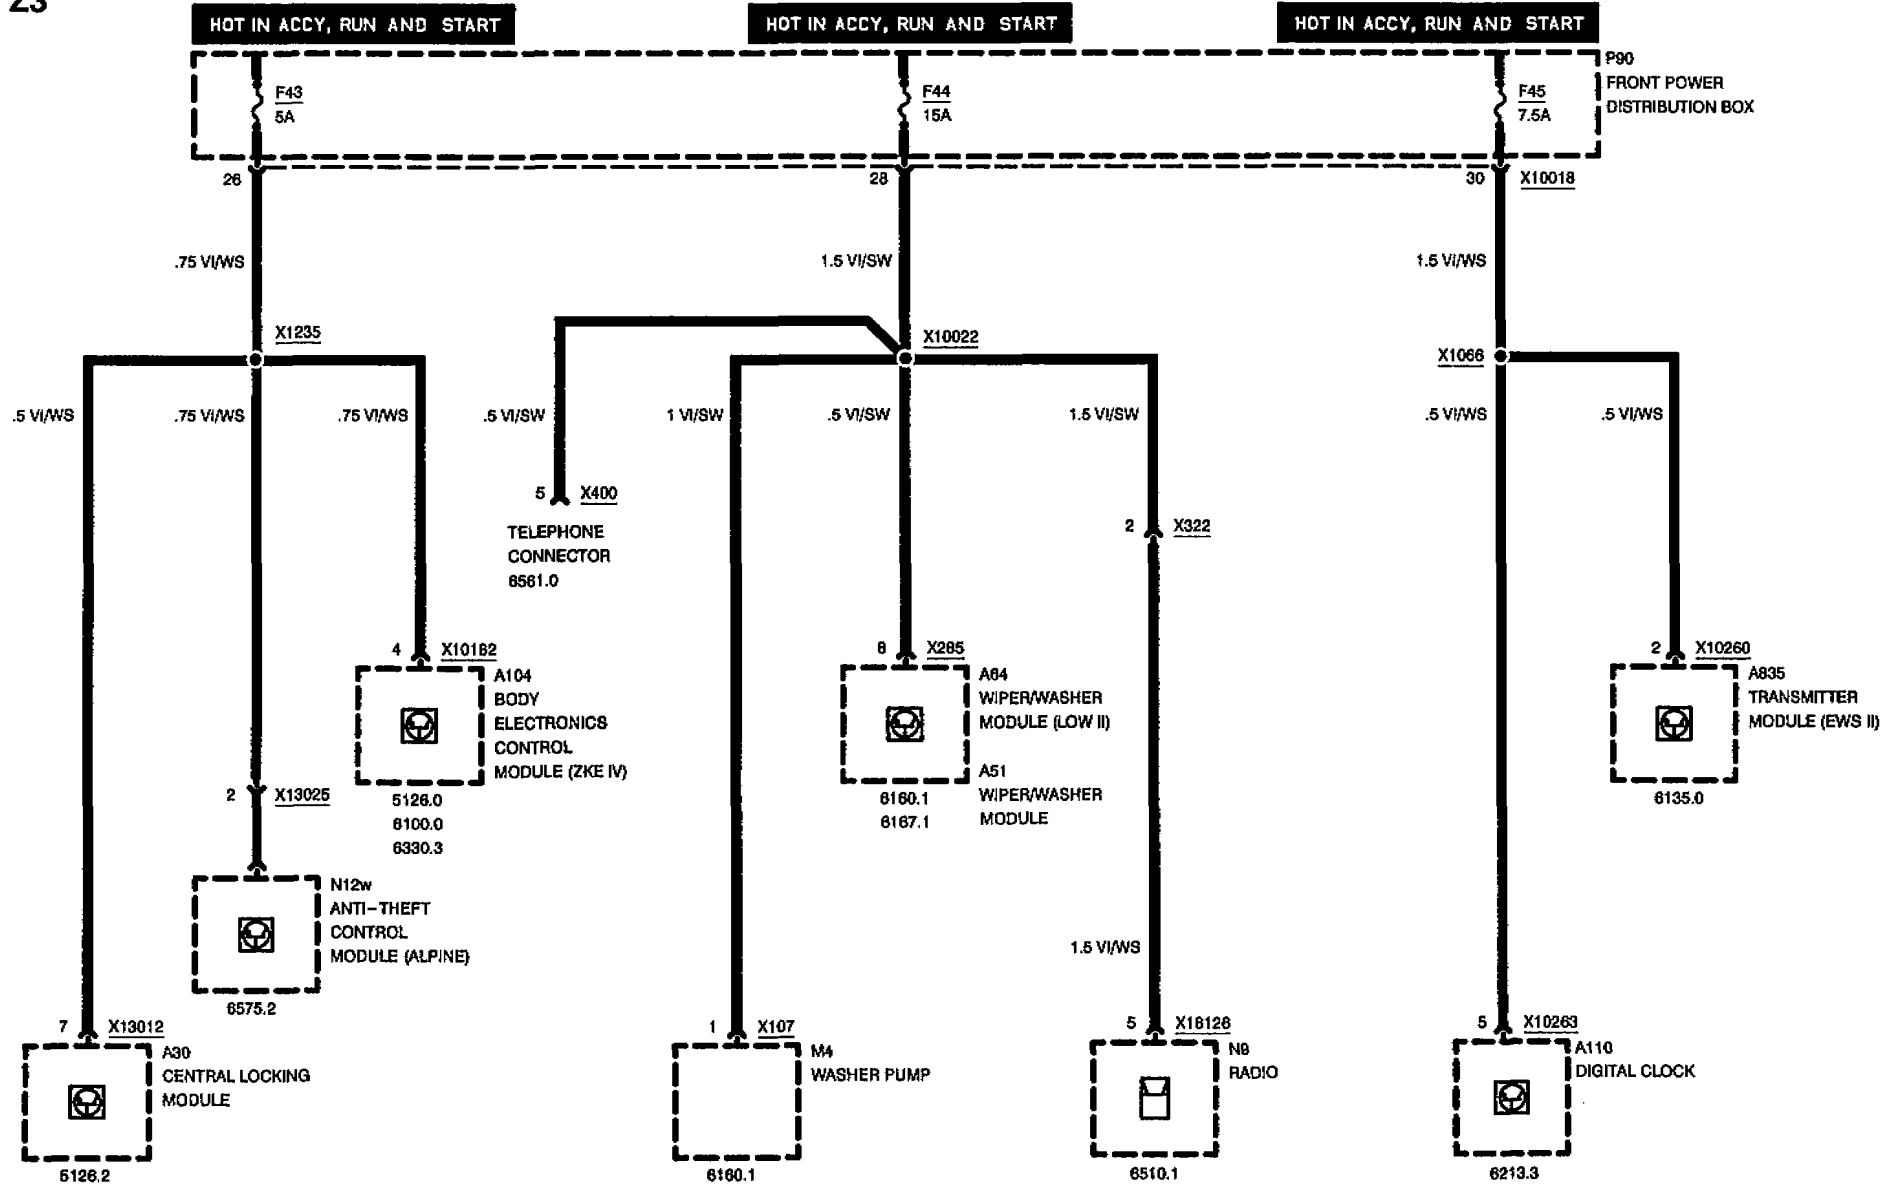 Z3
HOT IN ACCY, RUN AND START
HOT IN ACCY, RUN AND START
HOT IN ACCY, RUN AND START
P90
FRONT POWER
DISTRIBUTION BOX
F43
5A
F44
15A
F45
7.5A
26
28
30
X10018
.75 VI/WS
1.5 VI/SW
1.5 VI/WS
X1235
X10022
X1066
.5 VI/WS
.75 VI/WS
.75 VI/WS
.5 VI/SW
1 VI/SW
.5 VI/SW
1.5 VI/SW
.5 VI/WS
.5 VI/WS
5
X400
TELEPHONE
CONNECTOR
6561.0
2
X322
4
X10182
A104
BODY
ELECTRONICS
CONTROL
MODULE (ZKE IV)
5126.0
6100.0
6330.3
8
X285
A64
WIPER/WASHER
MODULE (LOW II)
A51
WIPER/WASHER
MODULE
6160.1
6167.1
2
X10260
A835
TRANSMITTER
MODULE (EWS II)
6135.0
2
X13025
N12w
ANTI-THEFT
CONTROL
MODULE (ALPINE)
6575.2
1.5 VI/WS
7
X13012
A30
CENTRAL LOCKING
MODULE
5126.2
1
X107
M4
WASHER PUMP
6160.1
5
X18128
N9
RADIO
6510.1
5
X10263
A110
DIGITAL CLOCK
6213.3